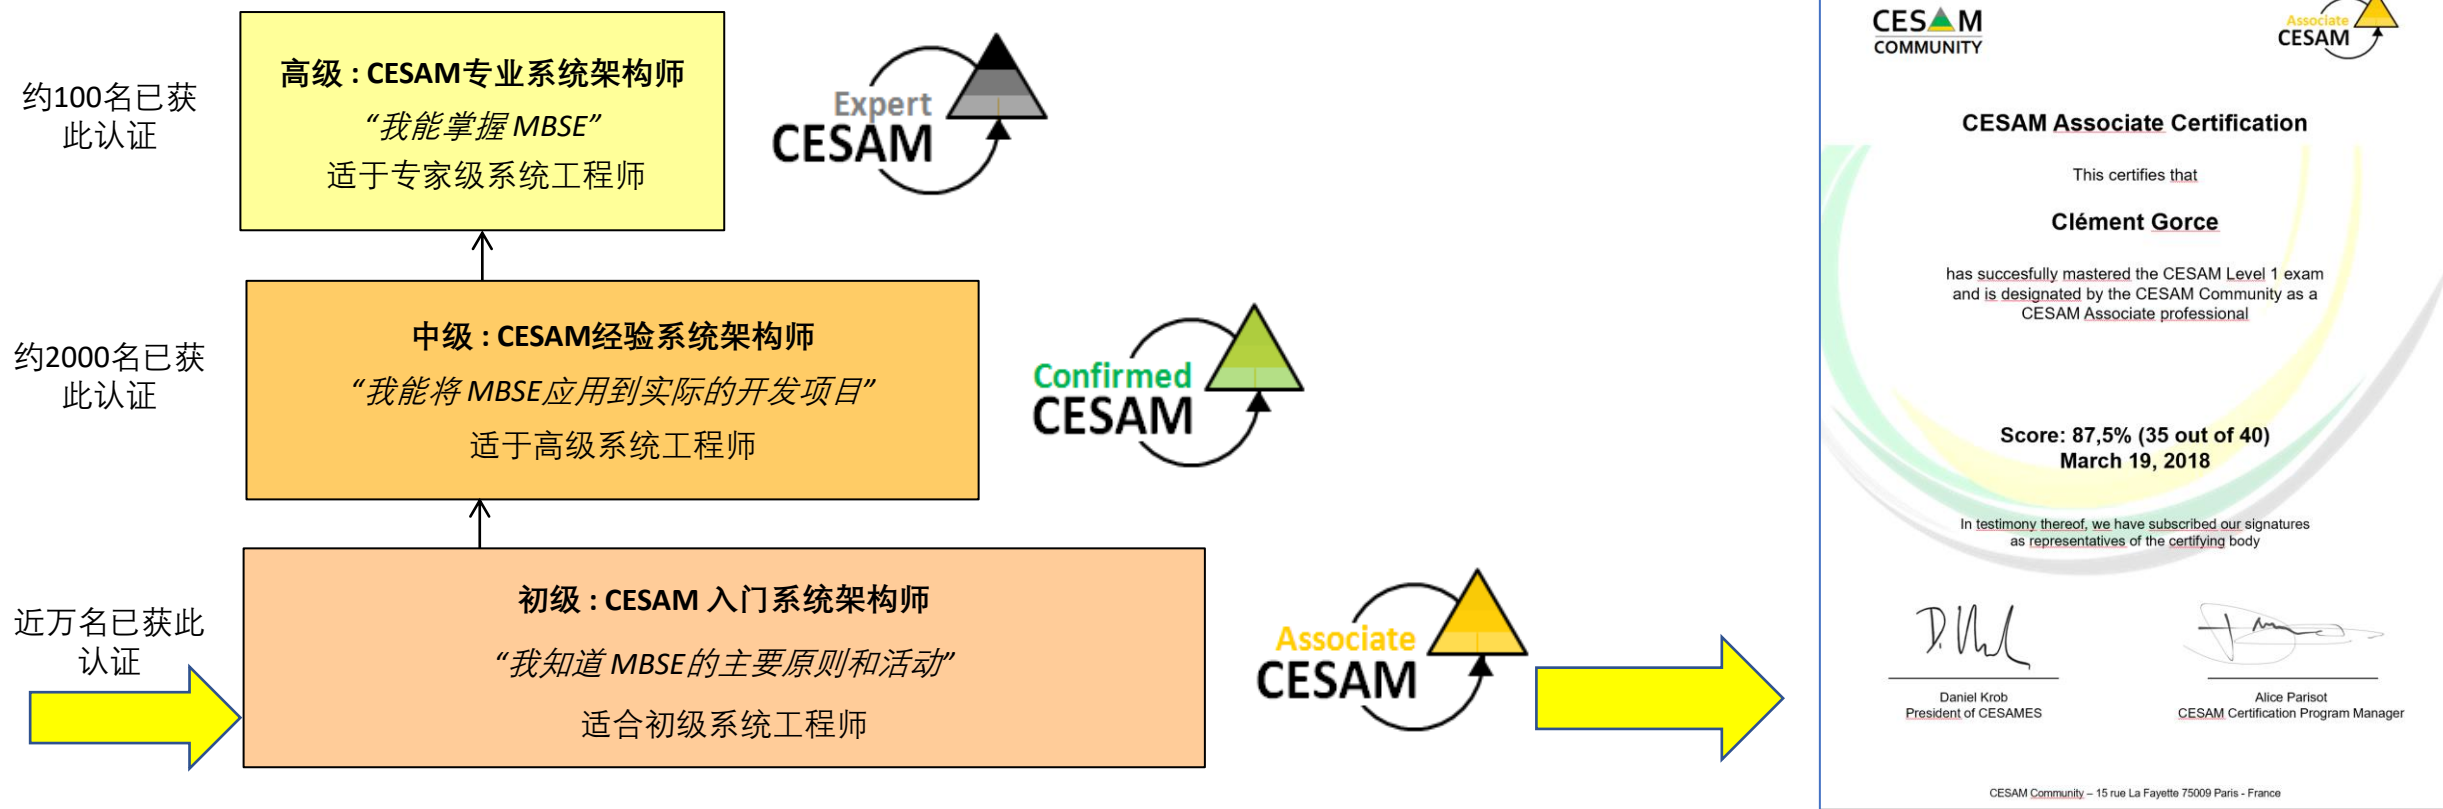 约100名已获
此认证
高级 : CESAM专业系统架构师
“我能掌握 MBSE”
适于专家级系统工程师
Expert
CESAM
约2000名已获
此认证
中级 : CESAM经验系统架构师
“我能将 MBSE应用到实际的开发项目”
适于高级系统工程师
Confirmed
CESAM
近万名已获此
认证
初级 : CESAM 入门系统架构师
“我知道 MBSE的主要原则和活动”
适合初级系统工程师
Associate
CESAM
CESAM
COMMUNITY
Associate
CESAM
CESAM Associate Certification
This certifies that
Clément Gorce
has succesfully mastered the CESAM Level 1 exam
and is designated by the CESAM Community as a
CESAM Associate professional
Score: 87,5% (35 out of 40)
March 19, 2018
In testimony thereof, we have subscribed our signatures
as representatives of the certifying body
Daniel Krob
President of CESAMES
Alice Parisot
CESAM Certification Program Manager
CESAM Community – 15 rue La Fayette 75009 Paris - France